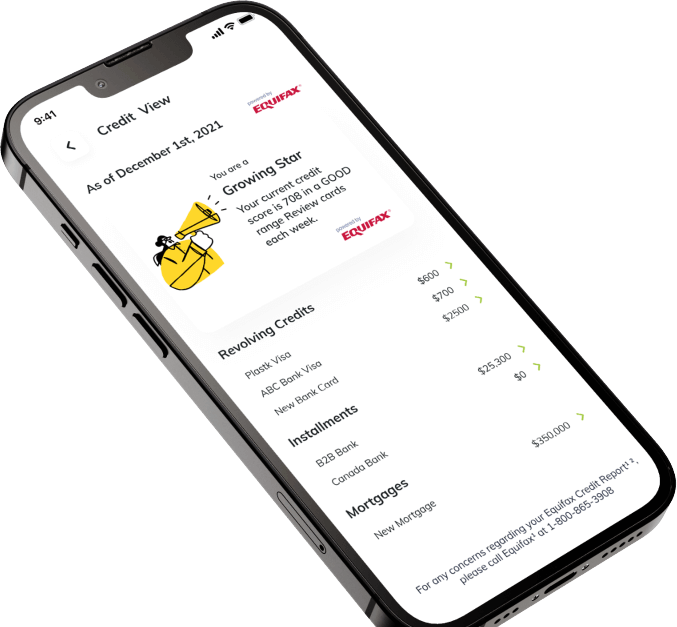 9:41
Credit View
As of December 1st, 2021
powered by
EQUIFAX®
You are a
Growing Star
Your current credit
score is 708 in a GOOD
range Review cards
each week.
powered by
EQUIFAX®
Revolving Credits
Plastk Visa $600
ABC Bank Visa $700
New Bank Card $2500
Installments
B2B Bank $25,300
Canada Bank $0
Mortgages
New Mortgage $350,000
For any concerns regarding your Equifax Credit Report¹ ²,
please call Equifax¹ at 1-800-865-3908